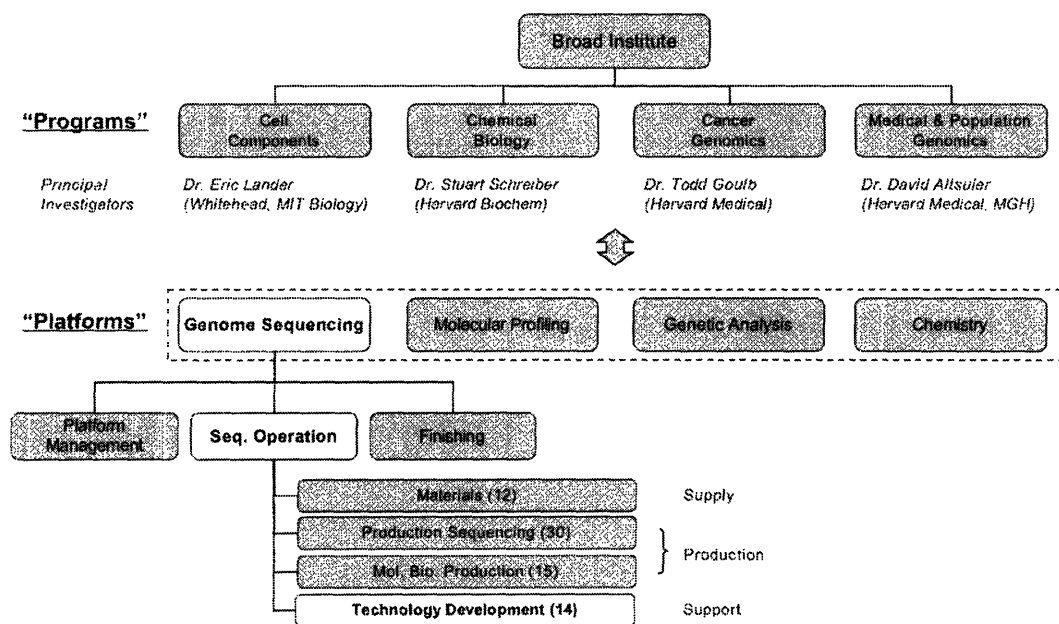 Broad Institute
"Programs"
Cell
Components
Chemical
Biology
Cancer
Genomics
Medical & Population
Genomics
Principal
Investigators
Dr. Eric Lander
(Whitehead, MIT Biology)
Dr. Stuart Schreiber
(Harvard Biochem)
Dr. Todd Goulb
(Harvard Medical)
Dr. David Altsuler
(Harvard Medical, MGH)
"Platforms"
Genome Sequencing
Molecular Profiling
Genetic Analysis
Chemistry
Platform
Management
Seq. Operation
Finishing
Materials (12)
Supply
Production Sequencing (30)
Production
Mol. Bio. Production (15)
Technology Development (14)
Support